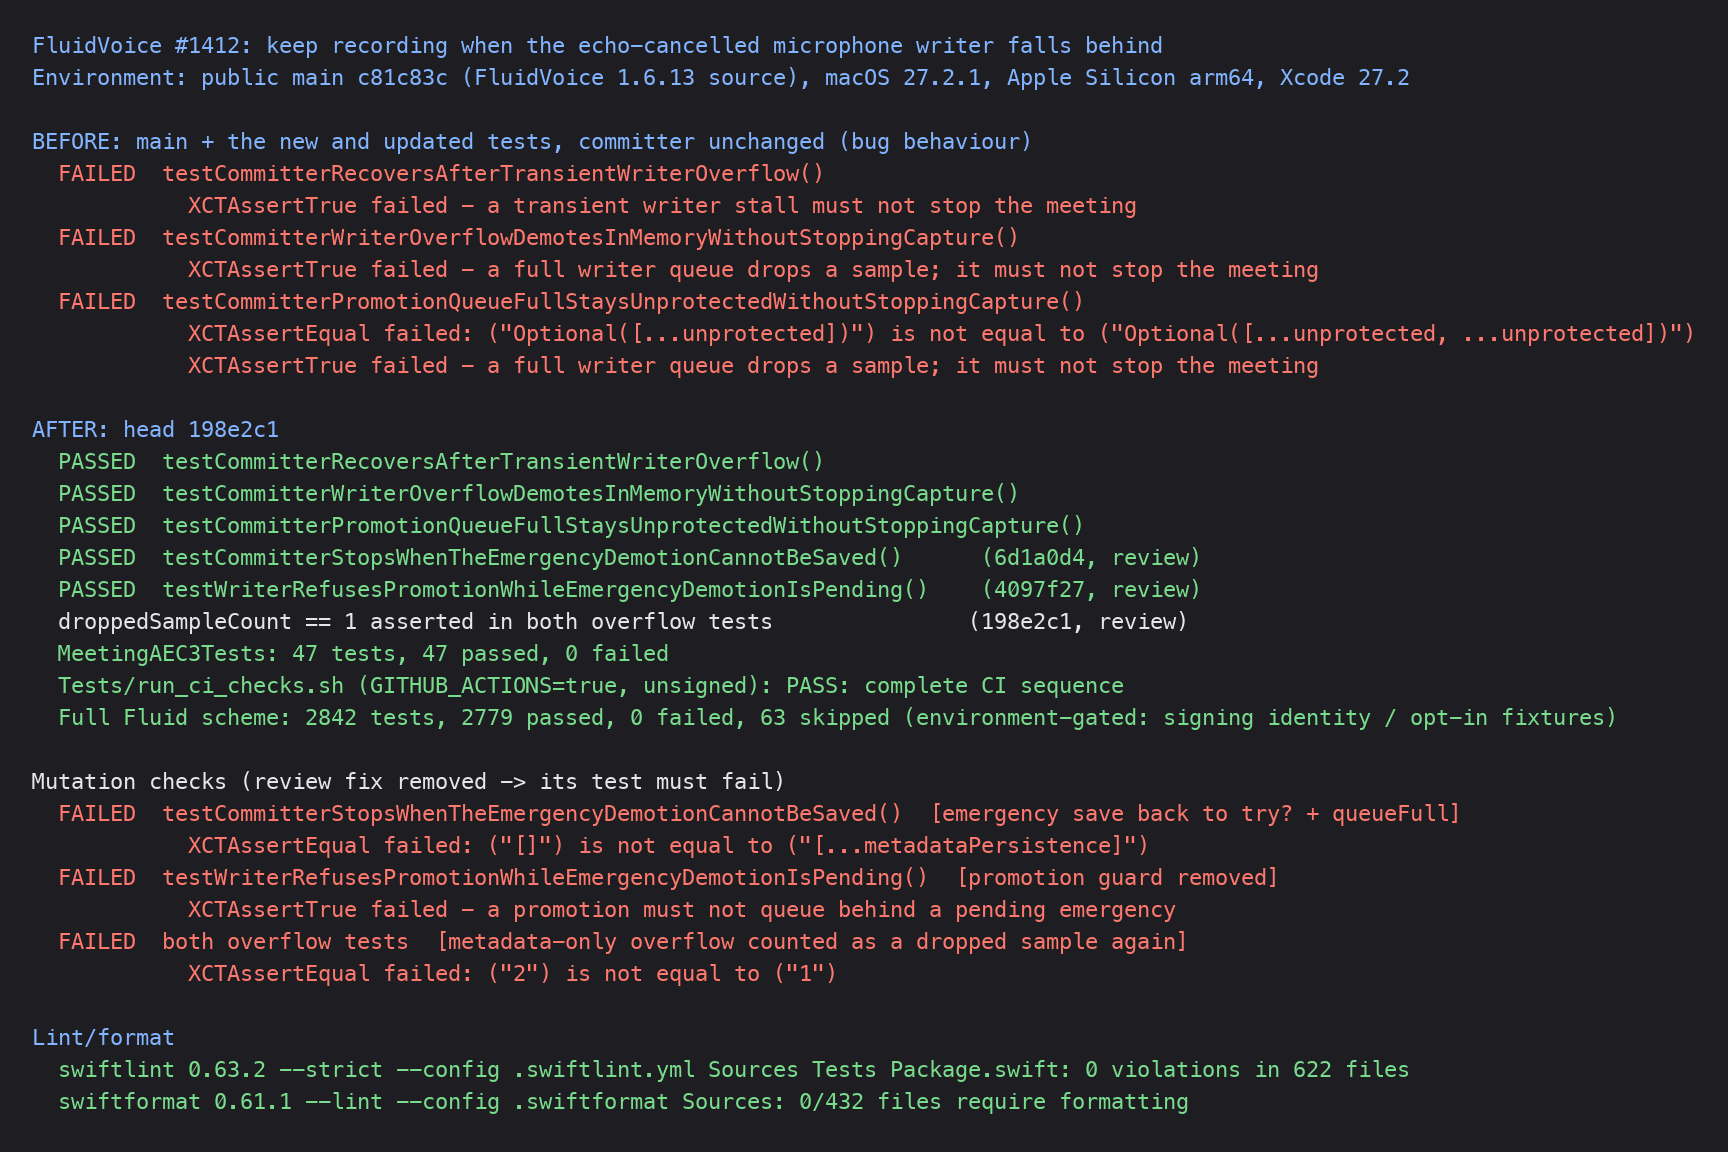 FluidVoice #1412: keep recording when the echo-cancelled microphone writer falls behind
Environment: public main c81c83c (FluidVoice 1.6.13 source), macOS 27.2.1, Apple Silicon arm64, Xcode 27.2
BEFORE: main + the new and updated tests, committer unchanged (bug behaviour)
FAILED  testCommitterRecoversAfterTransientWriterOverflow()
XCTAssertTrue failed - a transient writer stall must not stop the meeting
FAILED  testCommitterWriterOverflowDemotesInMemoryWithoutStoppingCapture()
XCTAssertTrue failed - a full writer queue drops a sample; it must not stop the meeting
FAILED  testCommitterPromotionQueueFullStaysUnprotectedWithoutStoppingCapture()
XCTAssertEqual failed: ("Optional([...unprotected])") is not equal to ("Optional([...unprotected, ...unprotected])")
XCTAssertTrue failed - a full writer queue drops a sample; it must not stop the meeting
AFTER: head 198e2c1
PASSED  testCommitterRecoversAfterTransientWriterOverflow()
PASSED  testCommitterWriterOverflowDemotesInMemoryWithoutStoppingCapture()
PASSED  testCommitterPromotionQueueFullStaysUnprotectedWithoutStoppingCapture()
PASSED  testCommitterStopsWhenTheEmergencyDemotionCannotBeSaved()      (6d1a0d4, review)
PASSED  testWriterRefusesPromotionWhileEmergencyDemotionIsPending()    (4097f27, review)
droppedSampleCount == 1 asserted in both overflow tests               (198e2c1, review)
MeetingAEC3Tests: 47 tests, 47 passed, 0 failed
Tests/run_ci_checks.sh (GITHUB_ACTIONS=true, unsigned): PASS: complete CI sequence
Full Fluid scheme: 2842 tests, 2779 passed, 0 failed, 63 skipped (environment-gated: signing identity / opt-in fixtures)
Mutation checks (review fix removed -> its test must fail)
FAILED  testCommitterStopsWhenTheEmergencyDemotionCannotBeSaved()  [emergency save back to try? + queueFull]
XCTAssertEqual failed: ("[]") is not equal to ("[...metadataPersistence]")
FAILED  testWriterRefusesPromotionWhileEmergencyDemotionIsPending()  [promotion guard removed]
XCTAssertTrue failed - a promotion must not queue behind a pending emergency
FAILED  both overflow tests  [metadata-only overflow counted as a dropped sample again]
XCTAssertEqual failed: ("2") is not equal to ("1")
Lint/format
swiftlint 0.63.2 --strict --config .swiftlint.yml Sources Tests Package.swift: 0 violations in 622 files
swiftformat 0.61.1 --lint --config .swiftformat Sources: 0/432 files require formatting